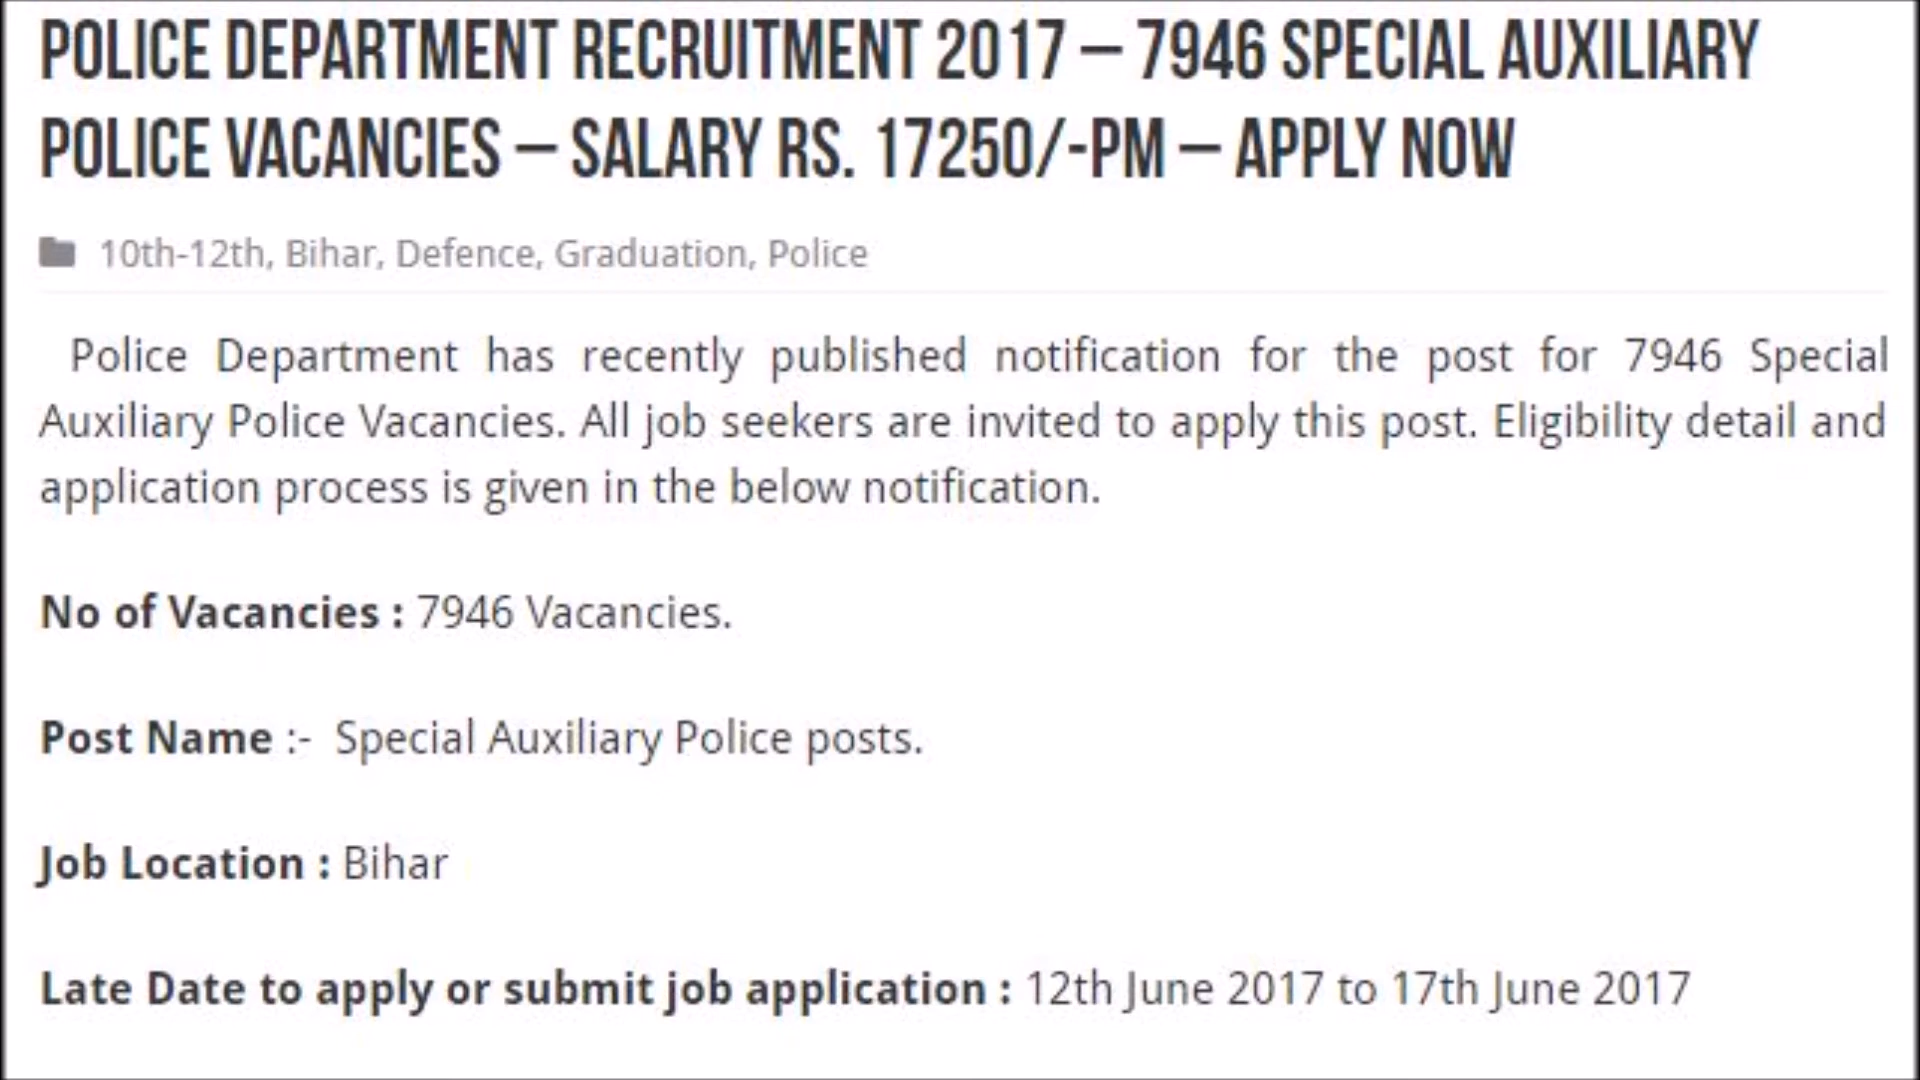 POLICE DEPARTMENT RECRUITMENT 2017 – 7946 SPECIAL AUXILIARY
POLICE VACANCIES – SALARY RS. 17250/-PM – APPLY NOW
10th-12th, Bihar, Defence, Graduation, Police
Police Department has recently published notification for the post for 7946 Special
Auxiliary Police Vacancies. All job seekers are invited to apply this post. Eligibility detail and
application process is given in the below notification.
No of Vacancies : 7946 Vacancies.
Post Name :- Special Auxiliary Police posts.
Job Location : Bihar
Late Date to apply or submit job application : 12th June 2017 to 17th June 2017